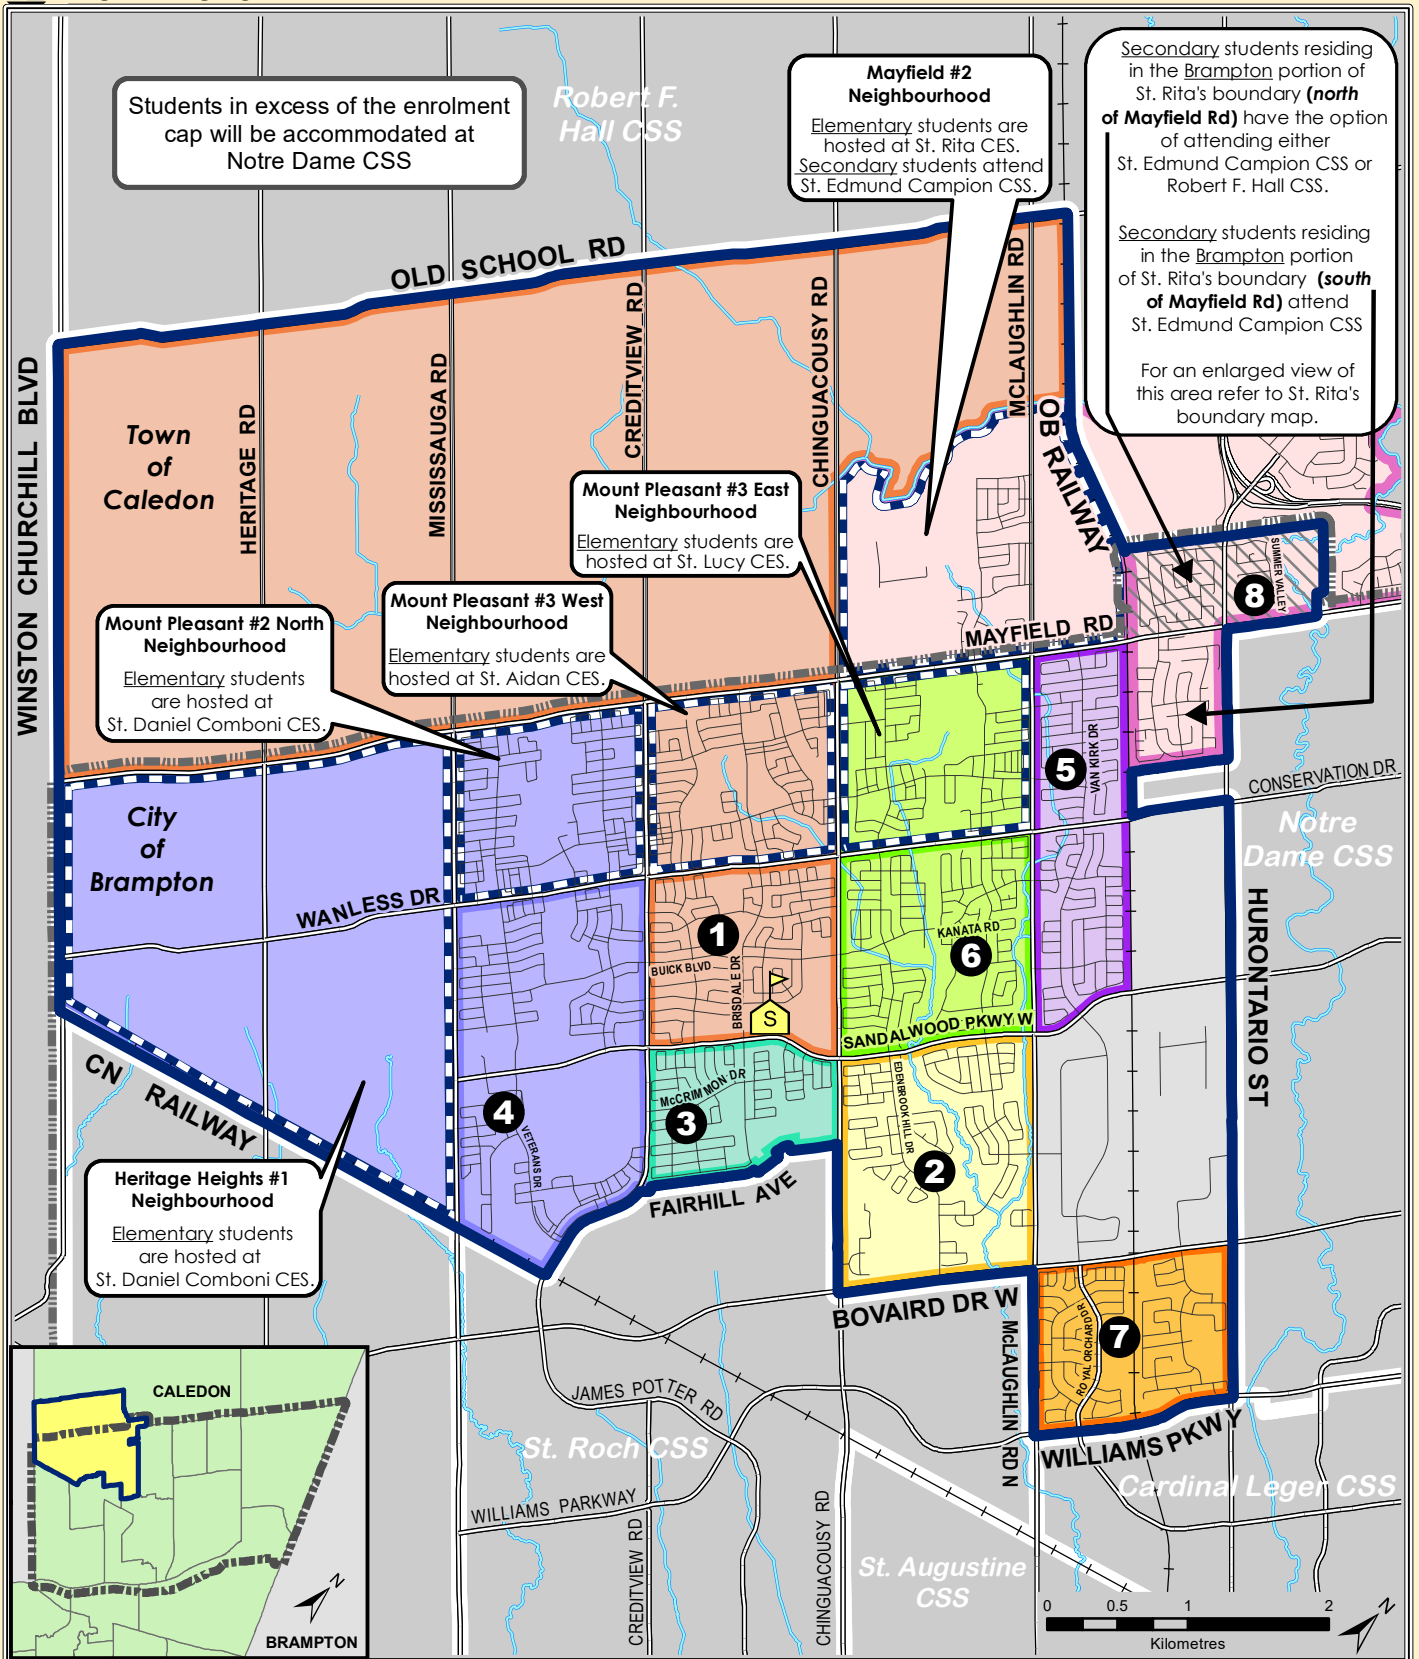 Students in excess of the enrolment
cap will be accommodated at
Notre Dame CSS
Robert F.
Hall CSS
Mayfield #2
Neighbourhood
Elementary students are
hosted at St. Rita CES.
Secondary students attend
St. Edmund Campion CSS.
Secondary students residing
in the Brampton portion of
St. Rita's boundary (north
of Mayfield Rd) have the option
of attending either
St. Edmund Campion CSS or
Robert F. Hall CSS.
Secondary students residing
in the Brampton portion
of St. Rita's boundary (south
of Mayfield Rd) attend
St. Edmund Campion CSS
For an enlarged view of
this area refer to St. Rita's
boundary map.
OLD SCHOOL RD
WINSTON CHURCHILL BLVD
HERITAGE RD
MISSISSAUGA RD
CREDITVIEW RD
CHINGUACOUSY RD
MCLAUGHLIN RD
OB RAILWAY
Town
of
Caledon
Mount Pleasant #3 East
Neighbourhood
Elementary students are
hosted at St. Lucy CES.
Mount Pleasant #3 West
Neighbourhood
Elementary students are
hosted at St. Aidan CES.
Mount Pleasant #2 North
Neighbourhood
Elementary students
are hosted at
St. Daniel Comboni CES.
SUMMER VALLEY
8
MAYFIELD RD
5
VAN KIRK DR
CONSERVATION DR
City
of
Brampton
Notre
Dame CSS
WANLESS DR
1
BUICK BLVD
BRISDALE DR
S
KANATA RD
6
SANDALWOOD PKWY W
HURONTARIO ST
CN RAILWAY
4
VETERANS DR
McCRIMMON DR
3
EDENBROOK HILL DR
2
FAIRHILL AVE
Heritage Heights #1
Neighbourhood
Elementary students
are hosted at
St. Daniel Comboni CES.
BOVAIRD DR W
McLAUGHLIN RD N
7
ROYAL ORCHARD DR
WILLIAMS PKWY
JAMES POTTER RD
St. Roch CSS
WILLIAMS PARKWAY
CREDITVIEW RD
CHINGUACOUSY RD
Cardinal Leger CSS
St. Augustine
CSS
CALEDON
BRAMPTON
N
0 0.5 1 2
Kilometres
N